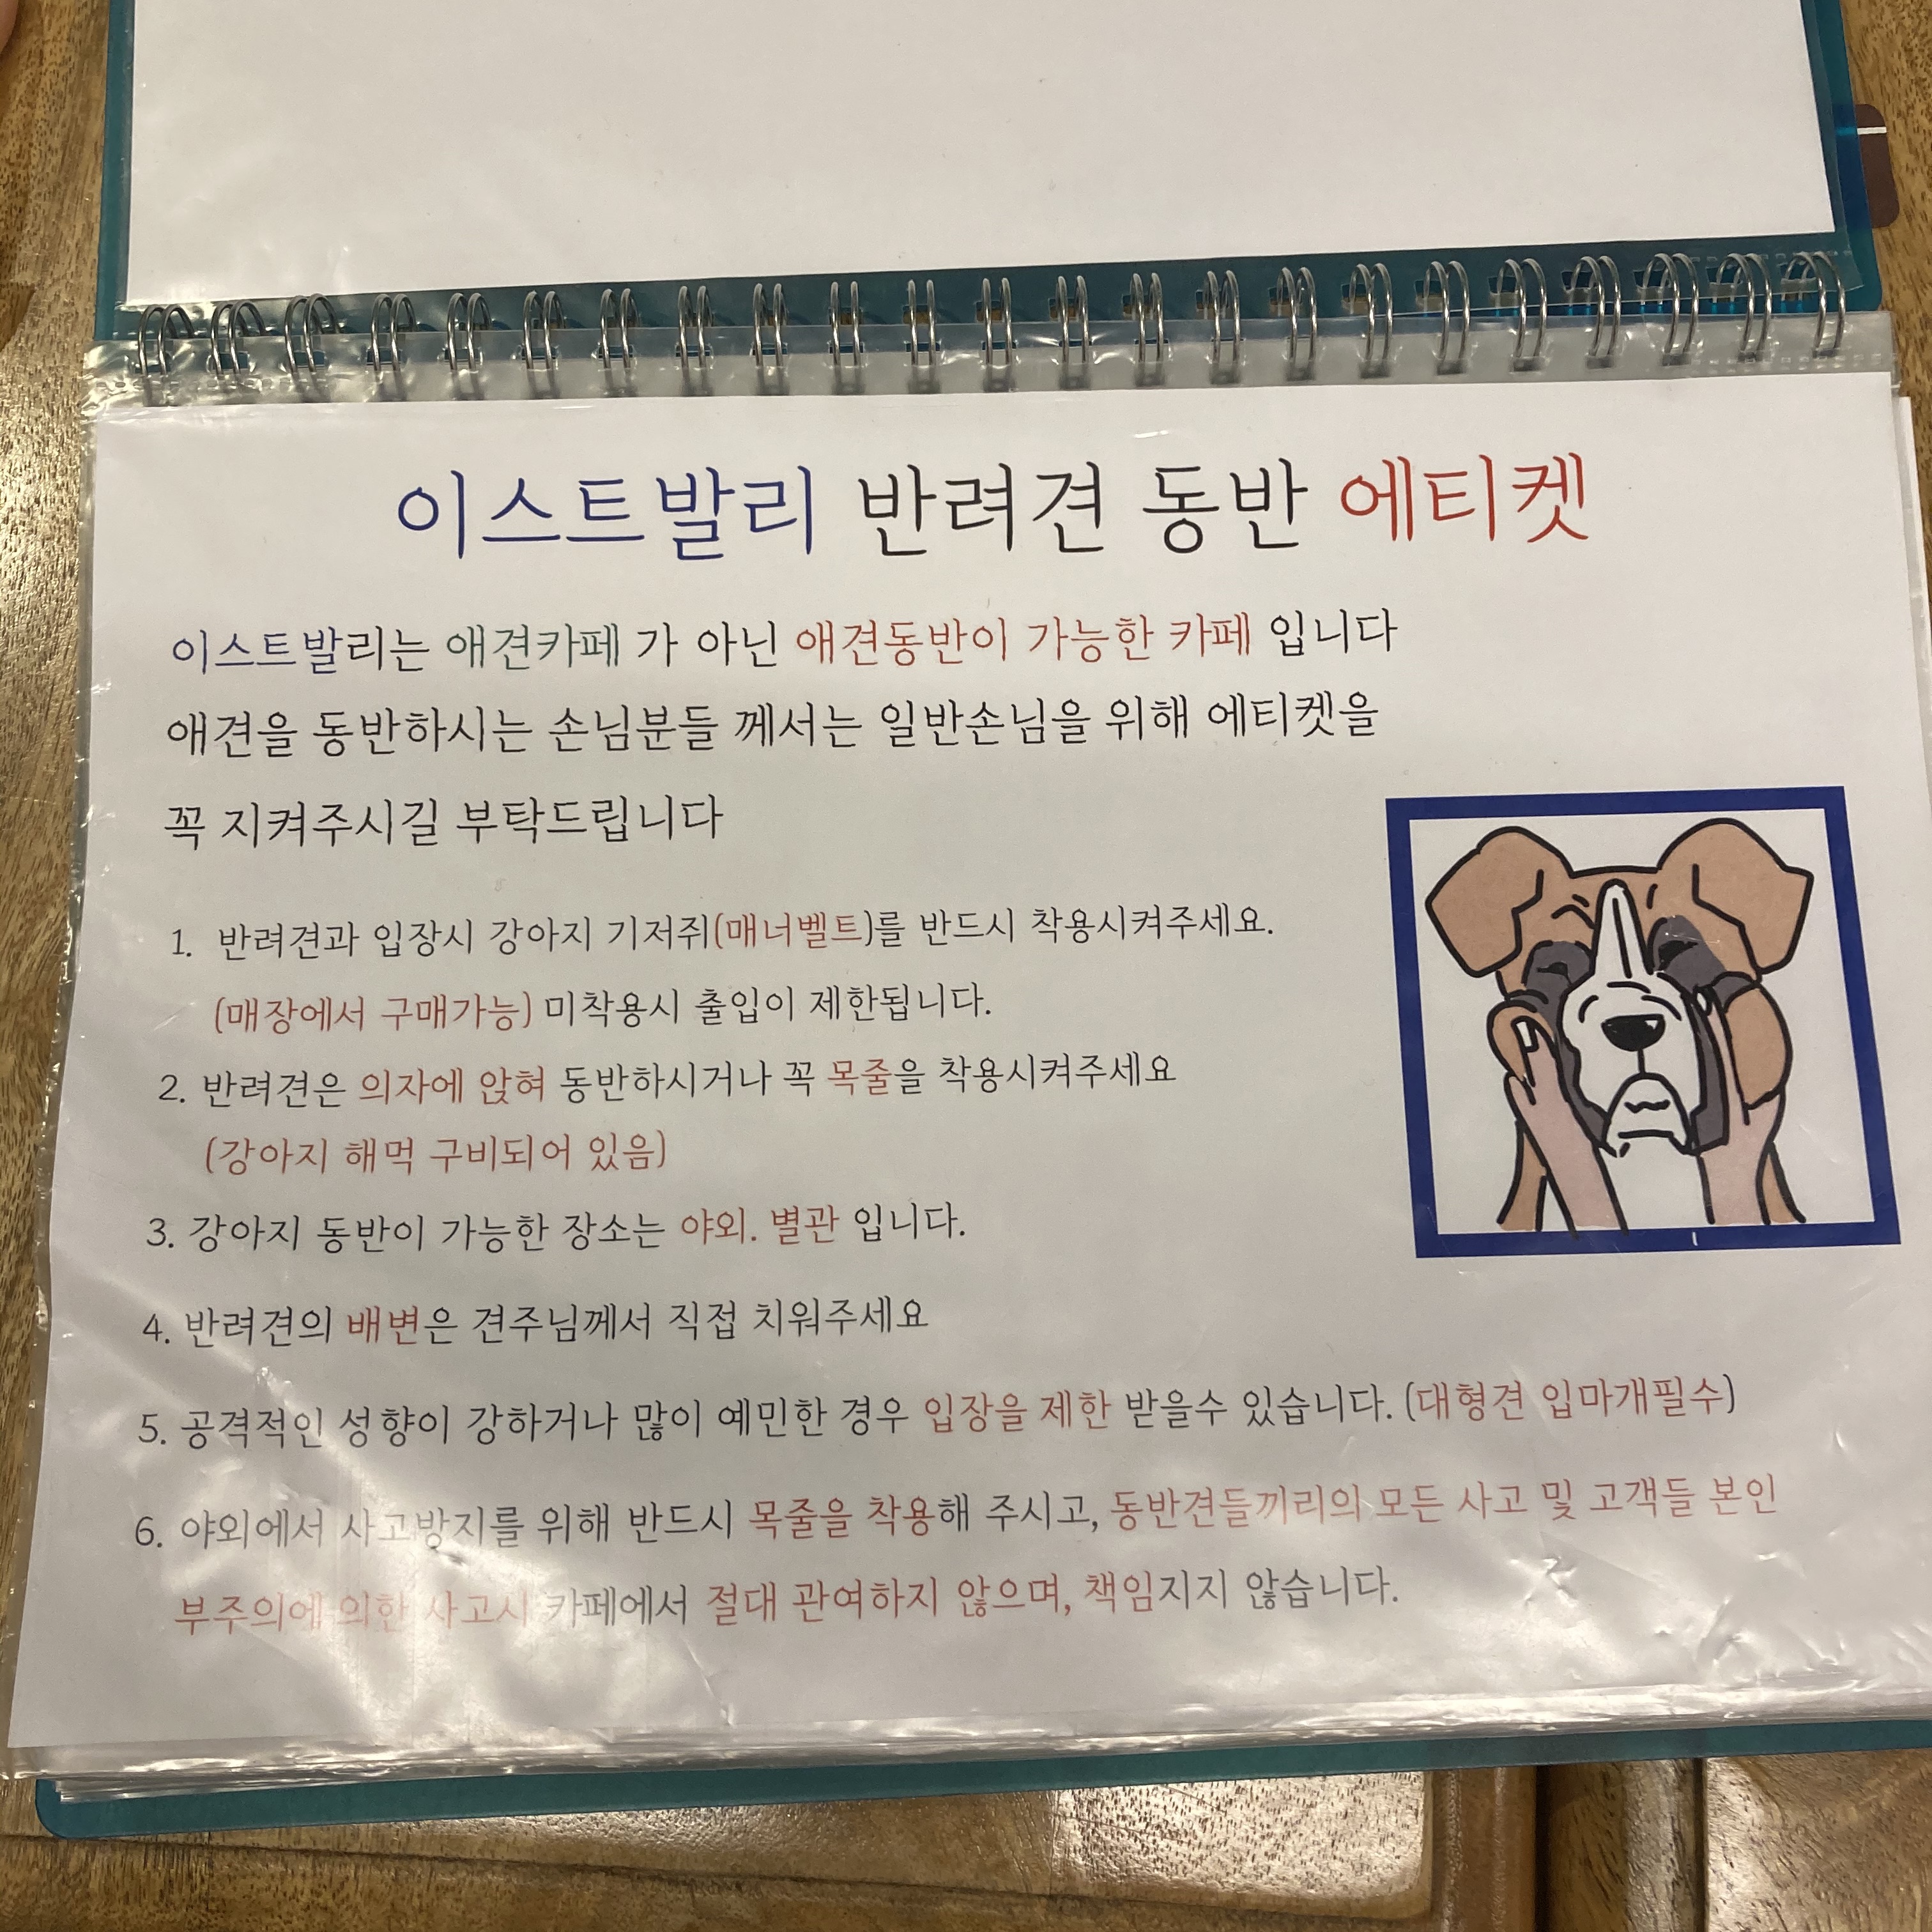 이스트발리 반려견 동반 에티켓
이스트발리는 애견카페 가 아닌 애견동반이 가능한 카페 입니다
애견을 동반하시는 손님분들 께서는 일반손님을 위해 에티켓을
꼭 지켜주시길 부탁드립니다
1. 반려견과 입장시 강아지 기저쥐(매너벨트)를 반드시 착용시켜주세요.
(매장에서 구매가능) 미착용시 출입이 제한됩니다.
2. 반려견은 의자에 앉혀 동반하시거나 꼭 목줄을 착용시켜주세요
(강아지 해먹 구비되어 있음)
3. 강아지 동반이 가능한 장소는 야외. 별관 입니다.
4. 반려견의 배변은 견주님께서 직접 치워주세요
5. 공격적인 성향이 강하거나 많이 예민한 경우 입장을 제한 받을수 있습니다. (대형견 입마개필수)
6. 야외에서 사고방지를 위해 반드시 목줄을 착용해 주시고, 동반견들끼리의 모든 사고 및 고객들 본인
부주의에 의한 사고시 카페에서 절대 관여하지 않으며, 책임지지 않습니다.